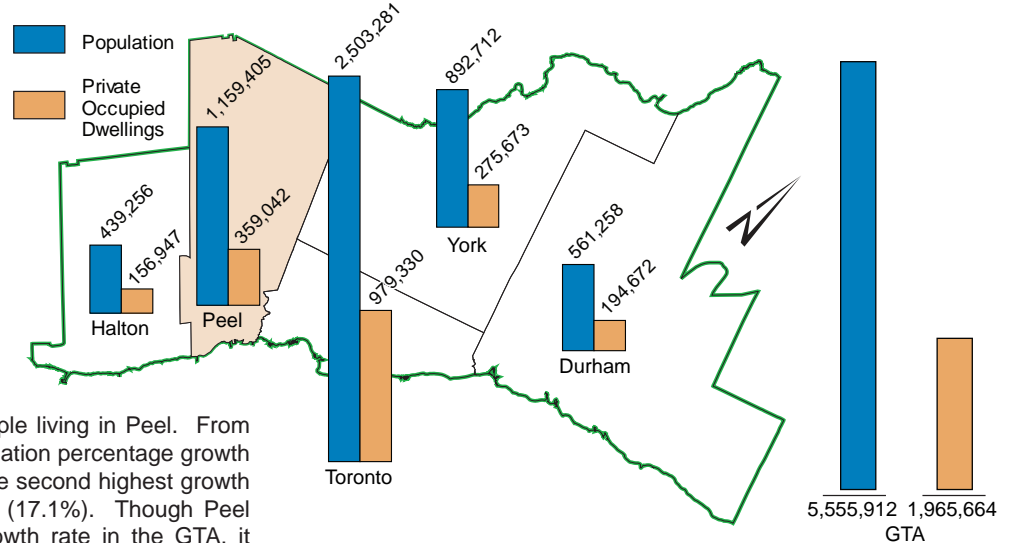 Population
Private
Occupied
Dwellings
439,256
156,947
Halton
1,159,405
359,042
Peel
2,503,281
979,330
Toronto
892,712
275,673
York
561,258
194,672
Durham
5,555,912 1,965,664
GTA
ple living in Peel. From
ation percentage growth
e second highest growth
(17.1%). Though Peel
wth rate in the GTA, it